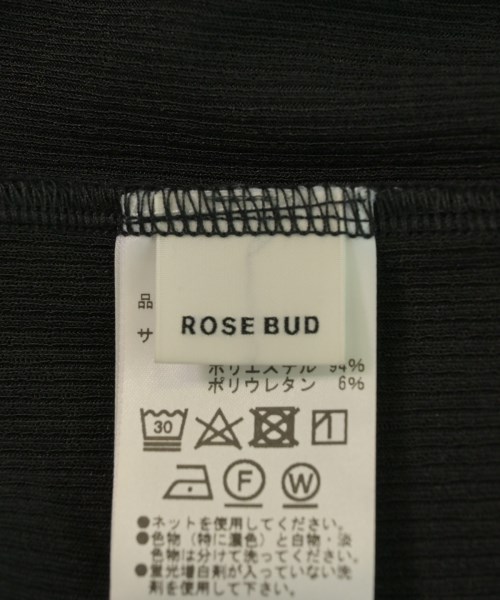 品
サ
ROSE BUD
ポリエステル 94%
ポリウレタン 6%
30
F W
●ネットを使用してください。
●色物（特に濃色）と白物・淡
色物は分けて洗ってください。
●蛍光増白剤が入っていない洗
剤を使用して下さい。